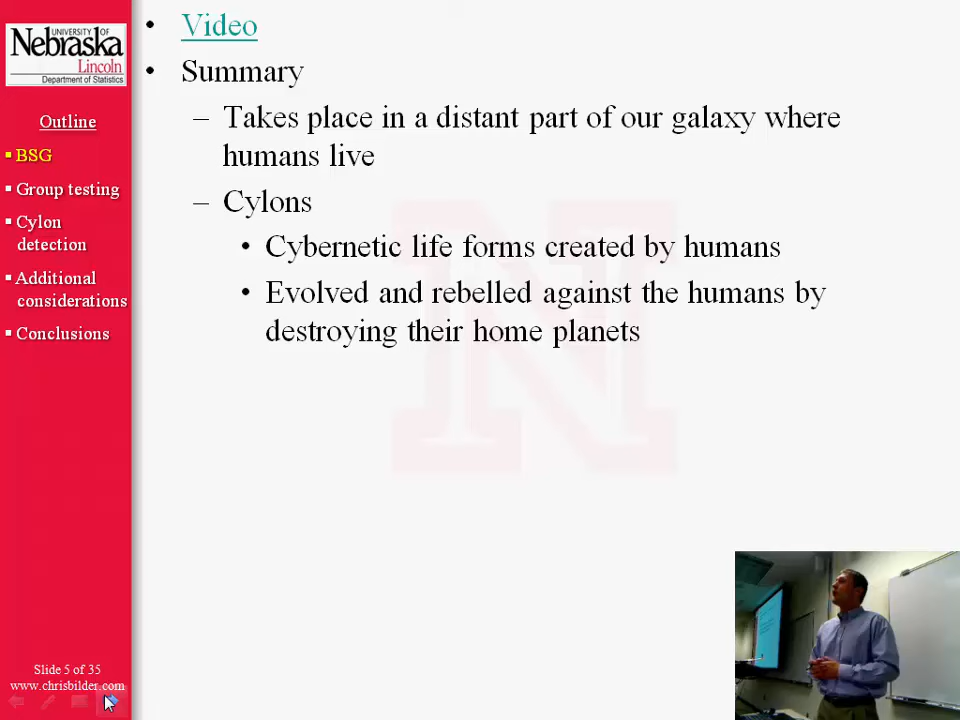 UNIVERSITY OF
Nebraska
Lincoln
Department of Statistics
Outline
▪ BSG
▪ Group testing
▪ Cylon
detection
▪ Additional
considerations
▪ Conclusions
Slide 5 of 35
www.chrisbilder.com
• Video
• Summary
– Takes place in a distant part of our galaxy where
humans live
– Cylons
• Cybernetic life forms created by humans
• Evolved and rebelled against the humans by
destroying their home planets
N